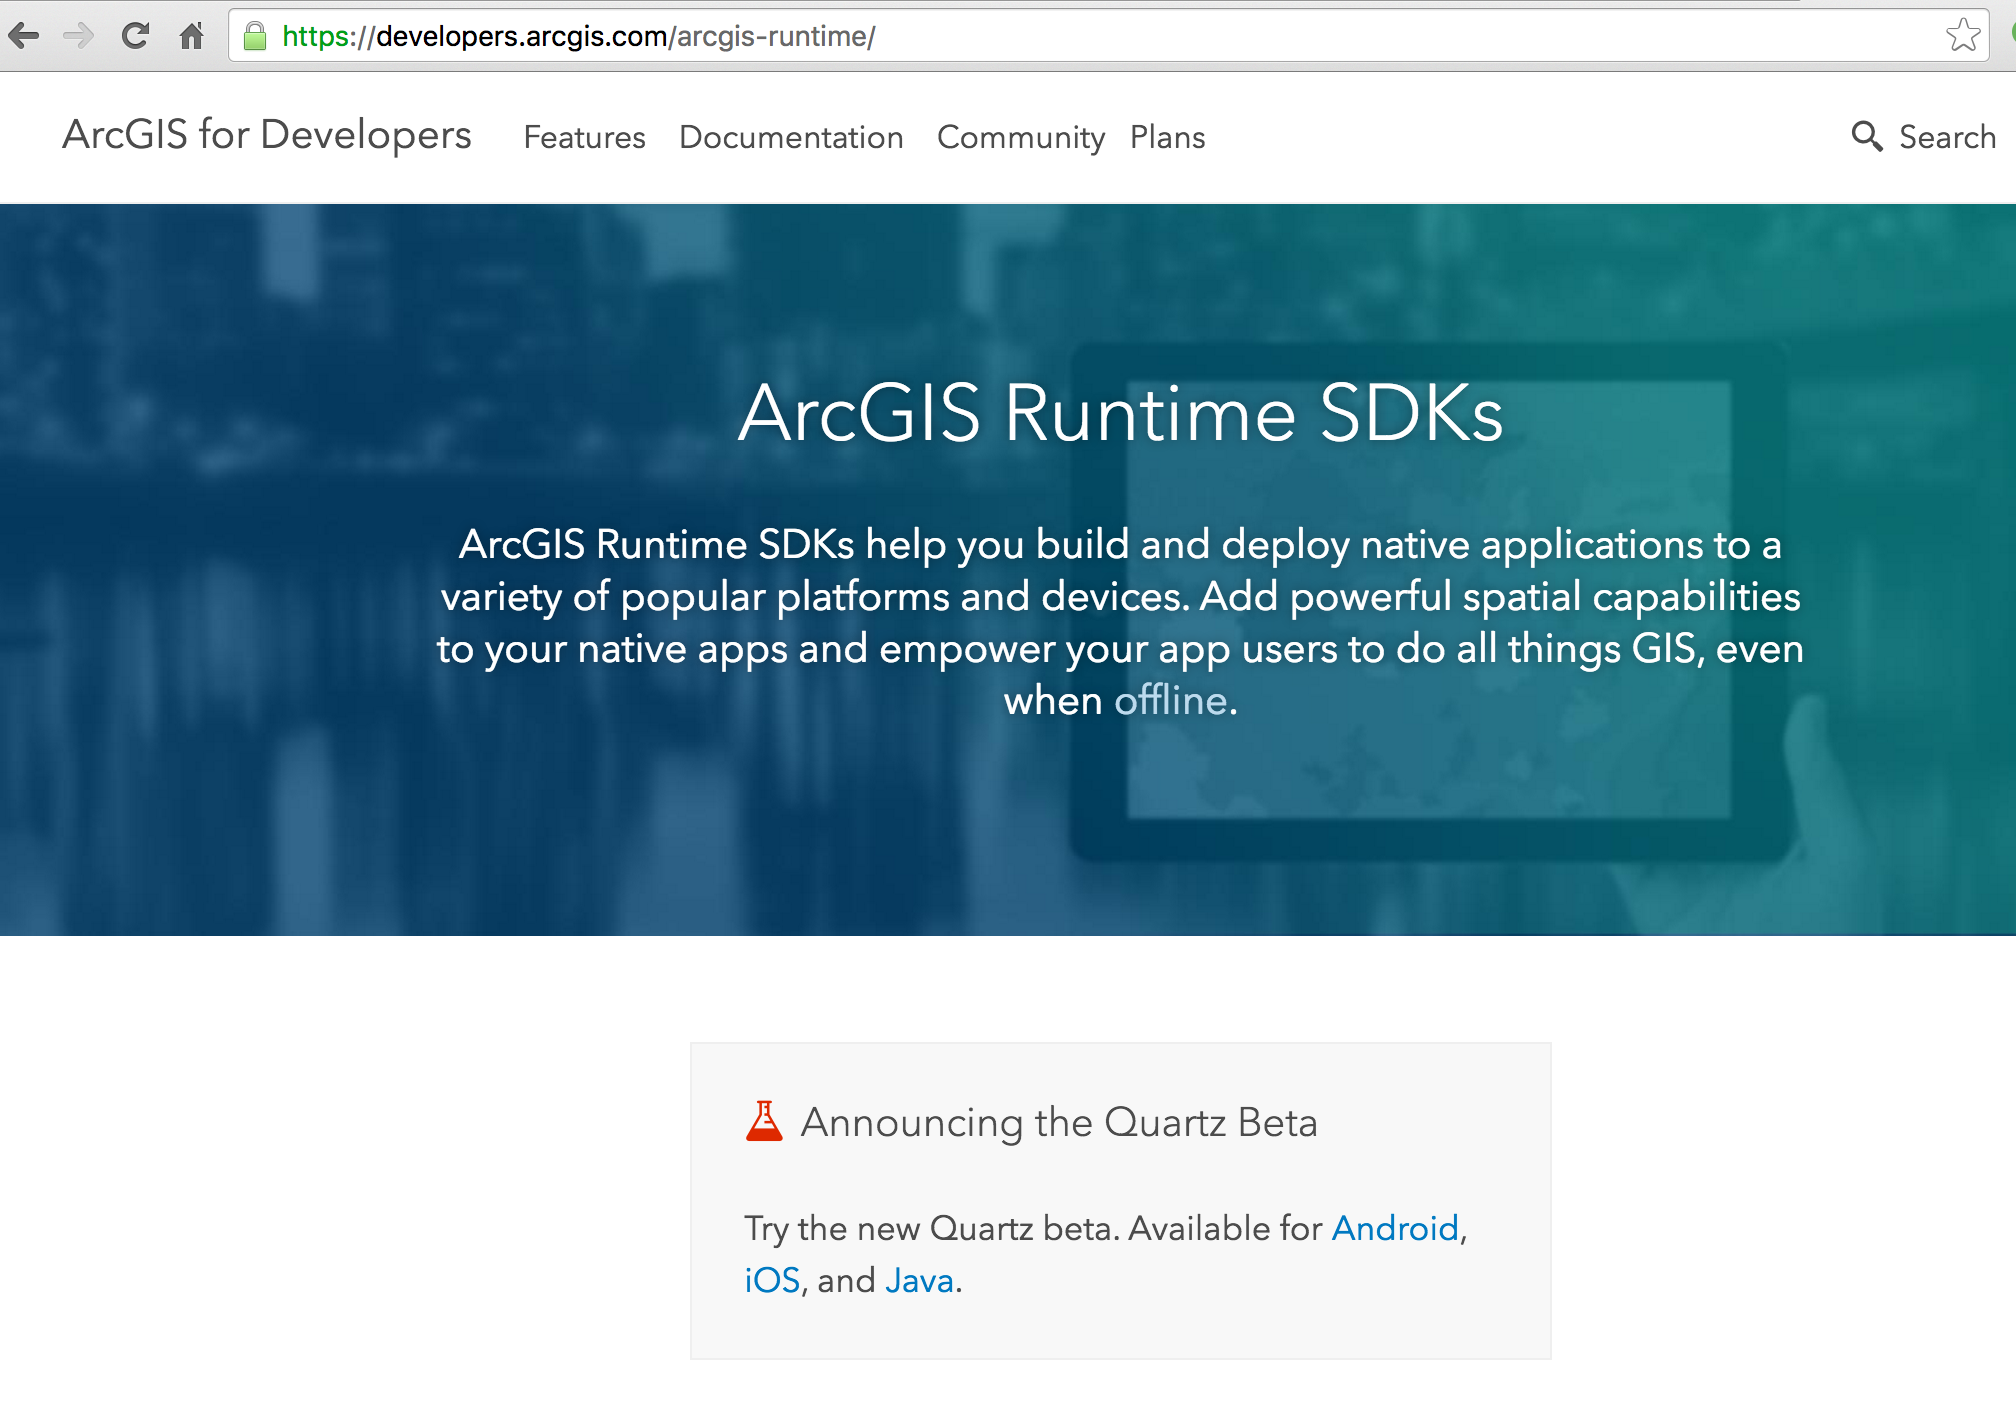 https://developers.arcgis.com/arcgis-runtime/
ArcGIS for Developers Features Documentation Community Plans Search
ArcGIS Runtime SDKs
ArcGIS Runtime SDKs help you build and deploy native applications to a
variety of popular platforms and devices. Add powerful spatial capabilities
to your native apps and empower your app users to do all things GIS, even
when offline.
Announcing the Quartz Beta
Try the new Quartz beta. Available for Android,
iOS, and Java.